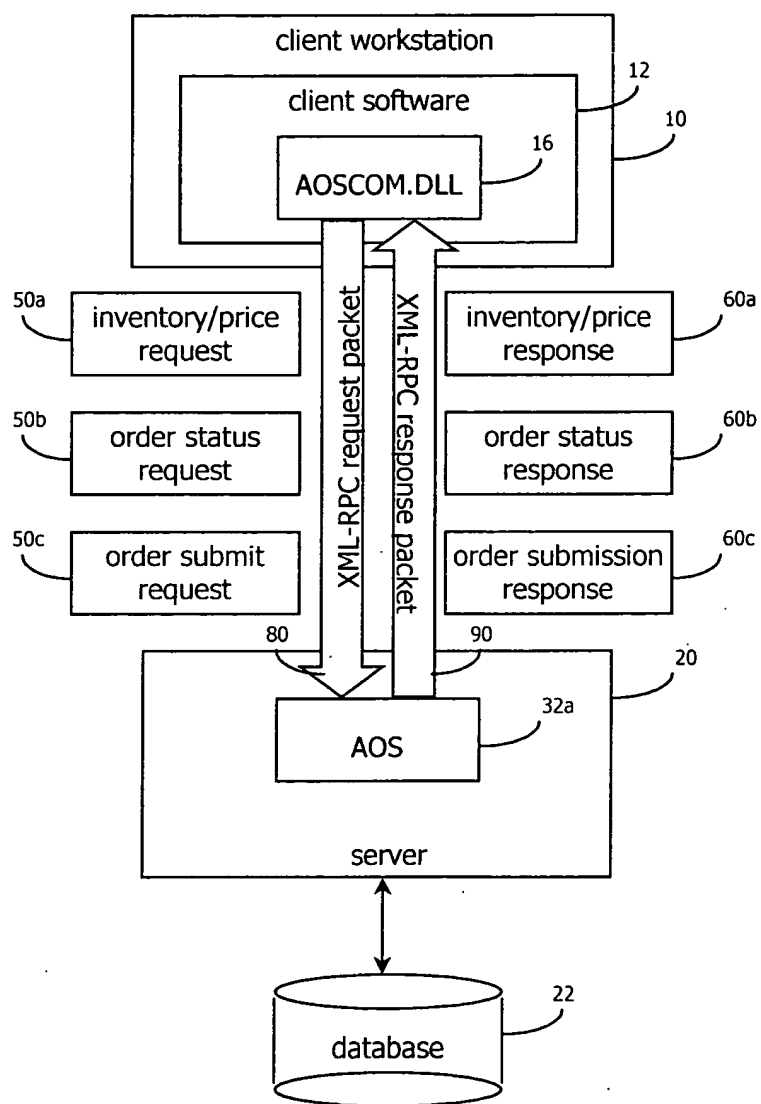 client workstation
client software
12
10
16
AOSCOM.DLL
50a
inventory/price
request
XML-RPC request packet
XML-RPC response packet
inventory/price
response
60a
50b
order status
request
order status
response
60b
50c
order submit
request
order submission
response
60c
80
90
20
AOS
32a
server
22
database